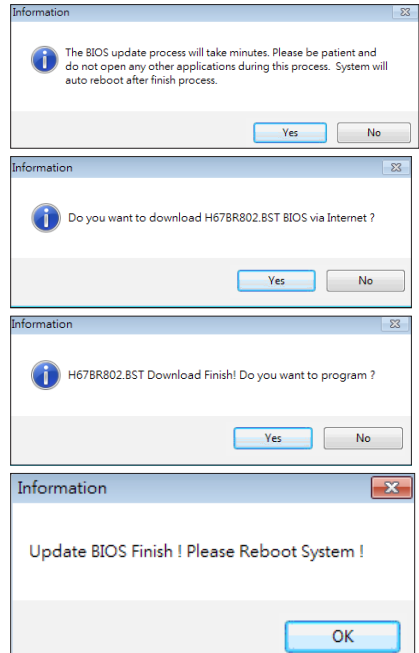 Information
The BIOS update process will take minutes. Please be patient and
do not open any other applications during this process. System will
auto reboot after finish process.
Yes No
Information
Do you want to download H67BR802.BST BIOS via Internet ?
Yes No
Information
H67BR802.BST Download Finish! Do you want to program ?
Yes No
Information
Update BIOS Finish ! Please Reboot System !
OK